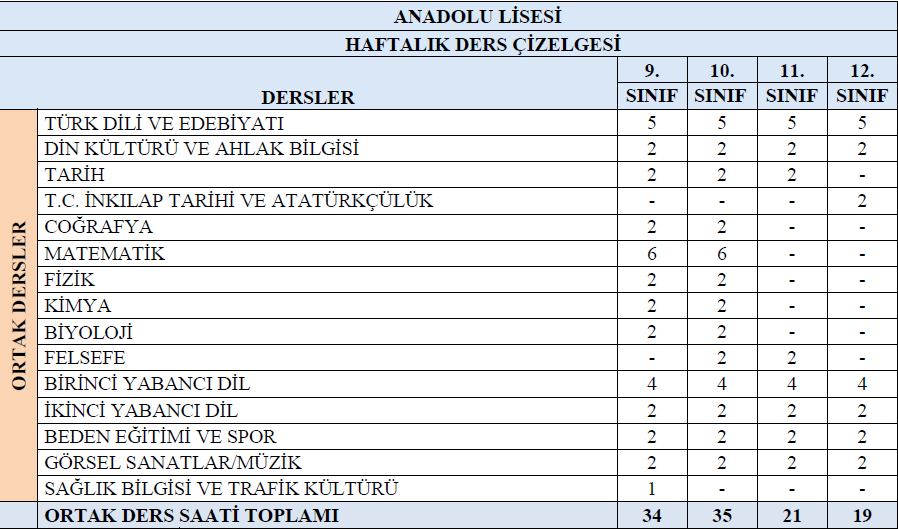 ANADOLU LİSESİ
HAFTALIK DERS ÇİZELGESİ
DERSLER 9. SINIF 10. SINIF 11. SINIF 12. SINIF
ORTAK DERSLER
TÜRK DİLİ VE EDEBİYATI 5 5 5 5
DİN KÜLTÜRÜ VE AHLAK BİLGİSİ 2 2 2 2
TARİH 2 2 2 -
T.C. İNKILAP TARİHİ VE ATATÜRKÇÜLÜK - - - 2
COĞRAFYA 2 2 - -
MATEMATİK 6 6 - -
FİZİK 2 2 - -
KİMYA 2 2 - -
BİYOLOJİ 2 2 - -
FELSEFE - 2 2 -
BİRİNCİ YABANCI DİL 4 4 4 4
İKİNCİ YABANCI DİL 2 2 2 2
BEDEN EĞİTİMİ VE SPOR 2 2 2 2
GÖRSEL SANATLAR/MÜZİK 2 2 2 2
SAĞLIK BİLGİSİ VE TRAFİK KÜLTÜRÜ 1 - - -
ORTAK DERS SAATİ TOPLAMI 34 35 21 19